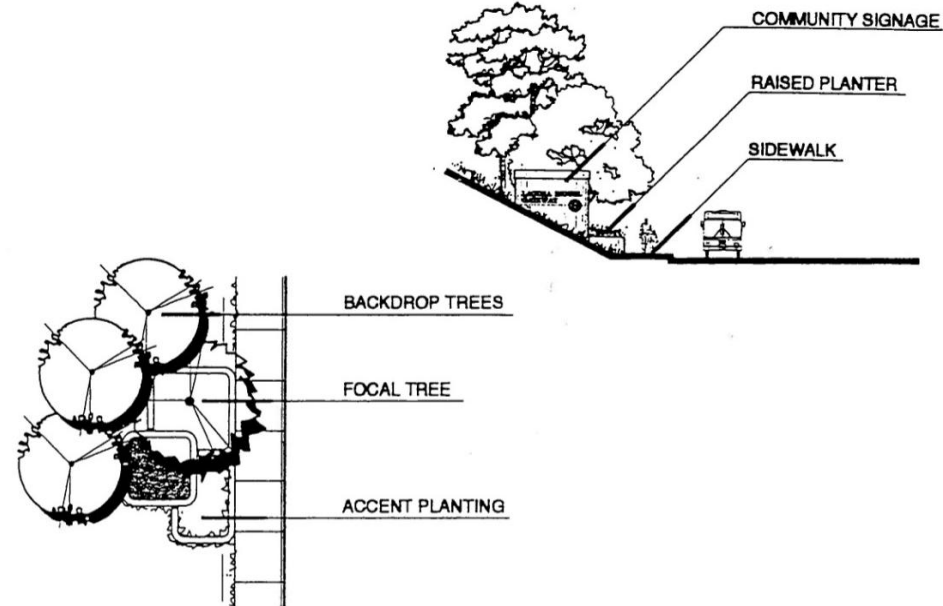 COMMUNITY SIGNAGE
RAISED PLANTER
SIDEWALK
BACKDROP TREES
FOCAL TREE
ACCENT PLANTING